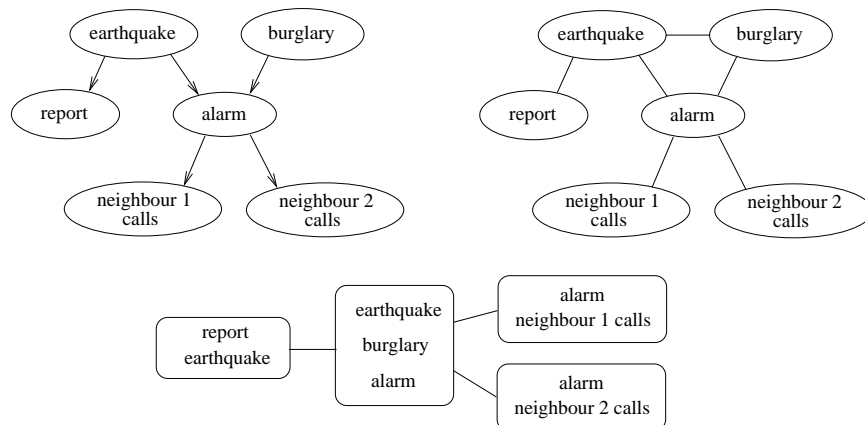 earthquake
burglary
report
alarm
neighbour 1
calls
neighbour 2
calls
earthquake
burglary
report
alarm
neighbour 1
calls
neighbour 2
calls
report
earthquake
earthquake
burglary
alarm
alarm
neighbour 1 calls
alarm
neighbour 2 calls